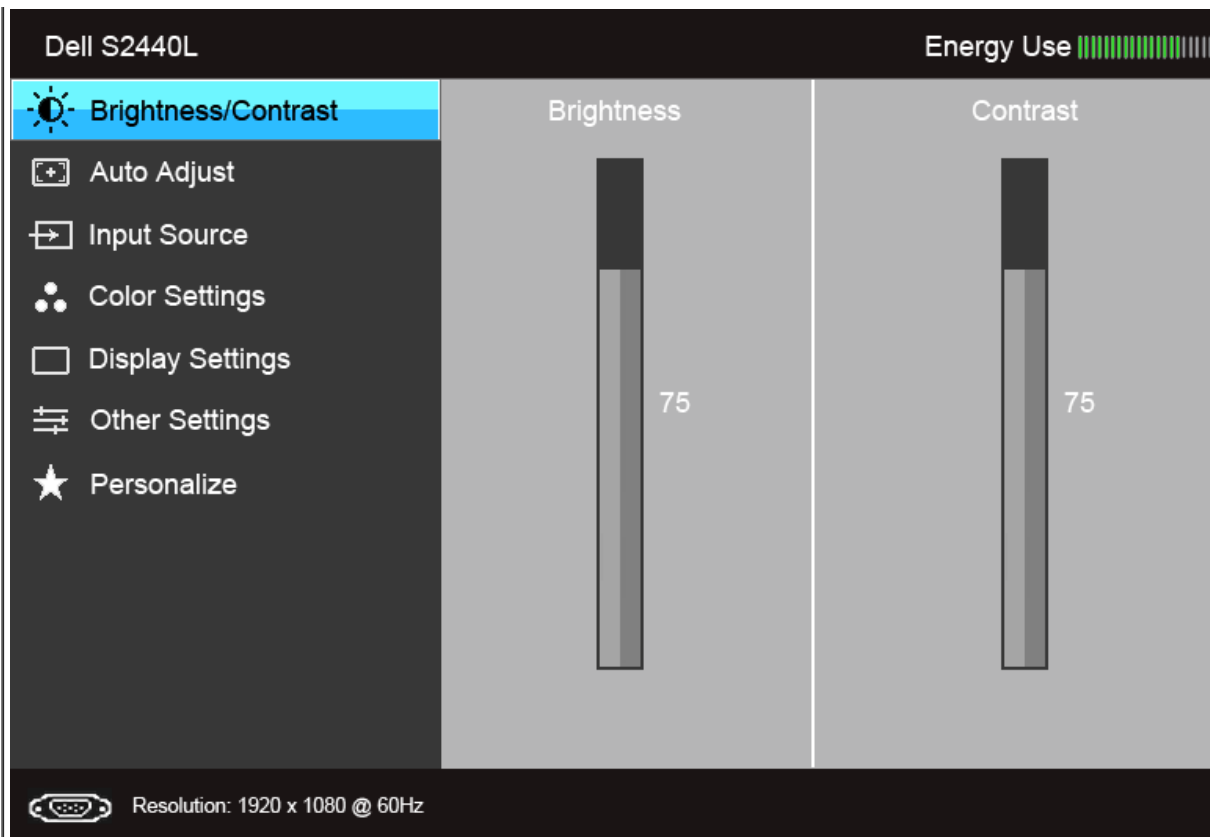 Dell S2440L
Energy Use
Brightness/Contrast
Auto Adjust
Input Source
Color Settings
Display Settings
Other Settings
Personalize
Brightness
75
Contrast
75
Resolution: 1920 x 1080 @ 60Hz